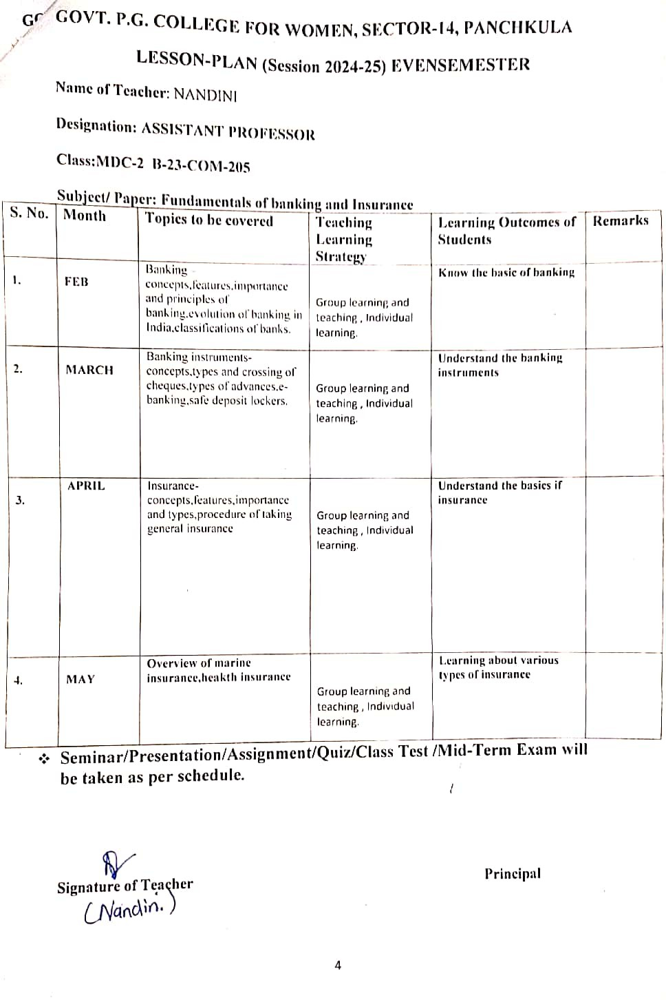 GC GOVT. P.G. COLLEGE FOR WOMEN, SECTOR-14, PANCHKULA
LESSON-PLAN (Session 2024-25) EVENSEMESTER
Name of Teacher: NANDINI
Designation: ASSISTANT PROFESSOR
Class:MDC-2 B-23-COM-205
Subject/ Paper: Fundamentals of banking and Insurance
S. No. Month Topics to be covered Teaching Learning Strategy Learning Outcomes of Students Remarks
1. FEB
Banking -
concepts,features,importance
and principles of
banking,evolution of banking in
India,classifications of banks.
Group learning and
teaching , Individual
learning.
Know the basic of banking
2. MARCH
Banking instruments-
concepts,types and crossing of
cheques,types of advances,e-
banking,safe deposit lockers.
Group learning and
teaching , Individual
learning.
Understand the banking
instruments
3. APRIL
Insurance-
concepts,features,importance
and types,procedure of taking
general insurance
Group learning and
teaching , Individual
learning.
Understand the basics if
insurance
4. MAY
Overview of marine
insurance,heakth insurance
Group learning and
teaching , Individual
learning.
Learning about various
types of insurance
❖ Seminar/Presentation/Assignment/Quiz/Class Test /Mid-Term Exam will
be taken as per schedule.
Signature of Teacher
(Nandini)
Principal
4